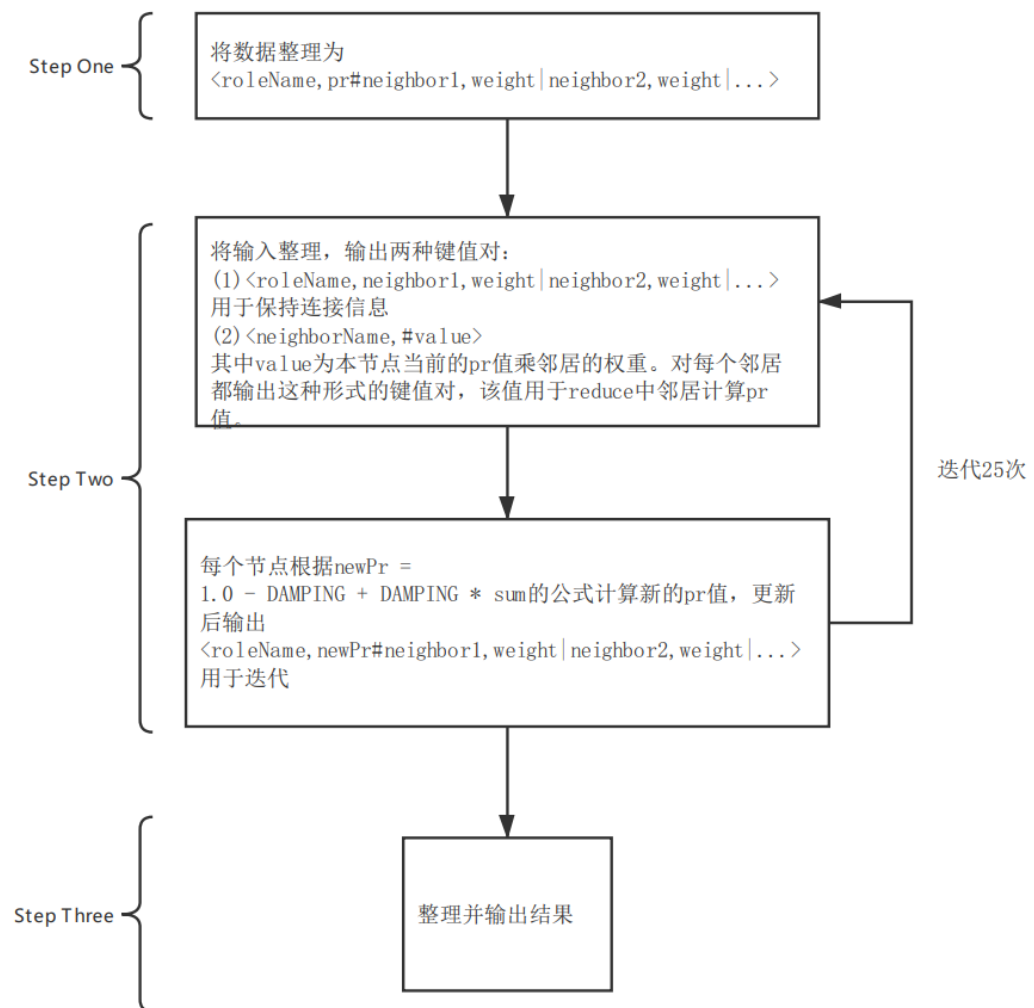 Step One
将数据整理为
<roleName,pr#neighbor1,weight|neighbor2,weight|...>
Step Two
将输入整理，输出两种键值对：
(1)<roleName,neighbor1,weight|neighbor2,weight|...>
用于保持连接信息
(2)<neighborName,#value>
其中value为本节点当前的pr值乘邻居的权重。对每个邻居
都输出这种形式的键值对，该值用于reduce中邻居计算pr
值。
迭代25次
每个节点根据newPr =
1.0 - DAMPING + DAMPING * sum的公式计算新的pr值，更新
后输出
<roleName,newPr#neighbor1,weight|neighbor2,weight|...>
用于迭代
Step Three
整理并输出结果